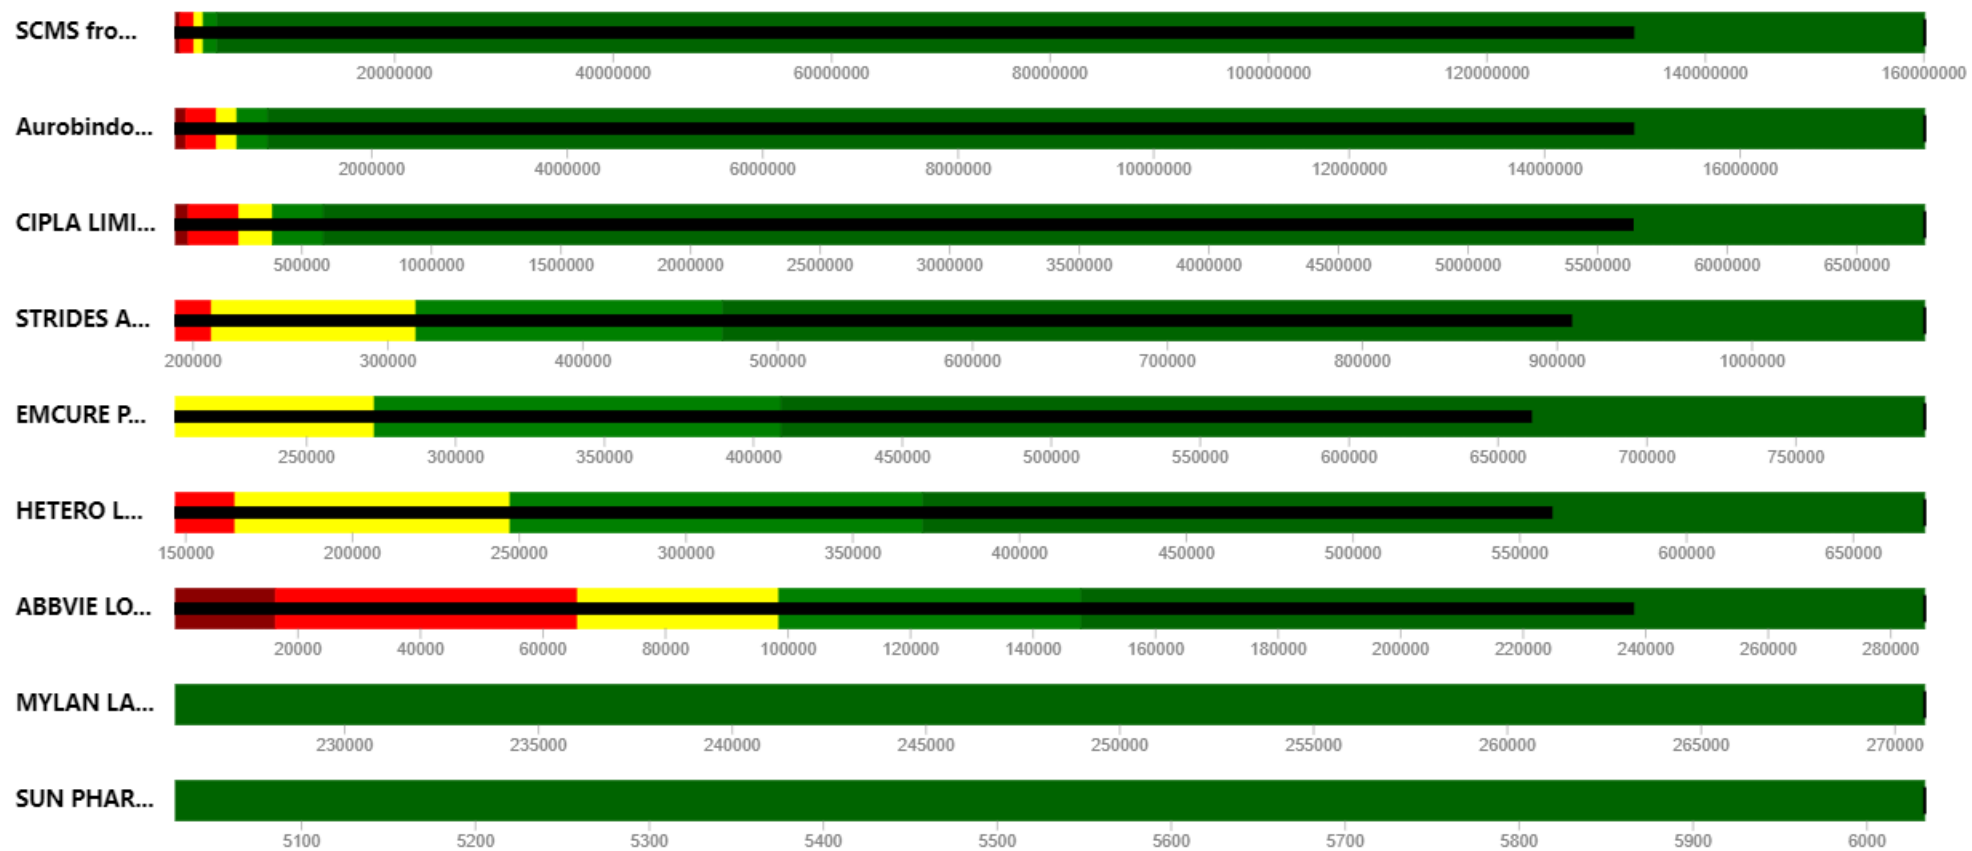 SCMS fro...
20000000 40000000 60000000 80000000 100000000 120000000 140000000 160000000
Aurobindo...
2000000 4000000 6000000 8000000 10000000 12000000 14000000 16000000
CIPLA LIMI...
500000 1000000 1500000 2000000 2500000 3000000 3500000 4000000 4500000 5000000 5500000 6000000 6500000
STRIDES A...
200000 300000 400000 500000 600000 700000 800000 900000 1000000
EMCURE P...
250000 300000 350000 400000 450000 500000 550000 600000 650000 700000 750000
HETERO L...
150000 200000 250000 300000 350000 400000 450000 500000 550000 600000 650000
ABBVIE LO...
20000 40000 60000 80000 100000 120000 140000 160000 180000 200000 220000 240000 260000 280000
MYLAN LA...
230000 235000 240000 245000 250000 255000 260000 265000 270000
SUN PHAR...
5100 5200 5300 5400 5500 5600 5700 5800 5900 6000